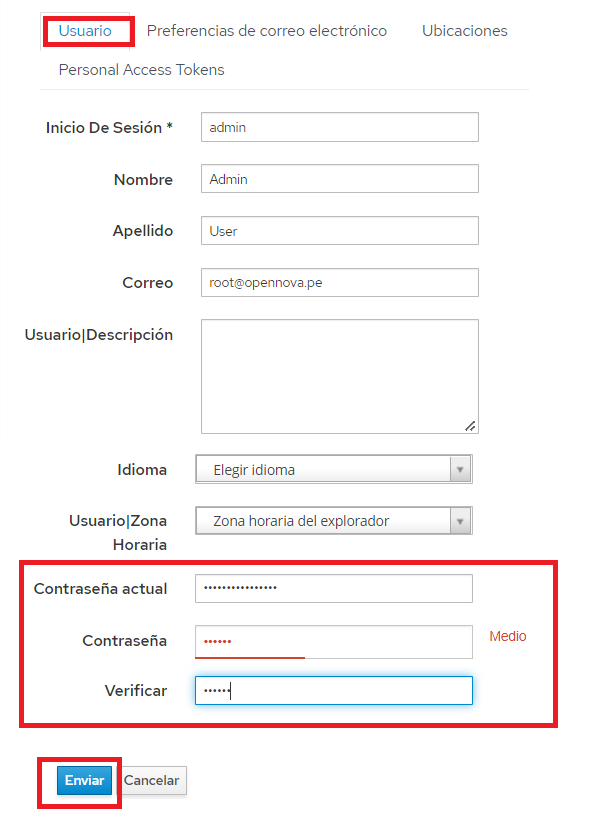 Usuario Preferencias de correo electrónico Ubicaciones
Personal Access Tokens
Inicio De Sesión * admin
Nombre Admin
Apellido User
Correo root@opennova.pe
Usuario|Descripción
Idioma Elegir idioma
Usuario|Zona Zona horaria del explorador
Horaria
Contraseña actual ••••••••••••••••
Contraseña •••••• Medio
Verificar ••••••
Enviar Cancelar